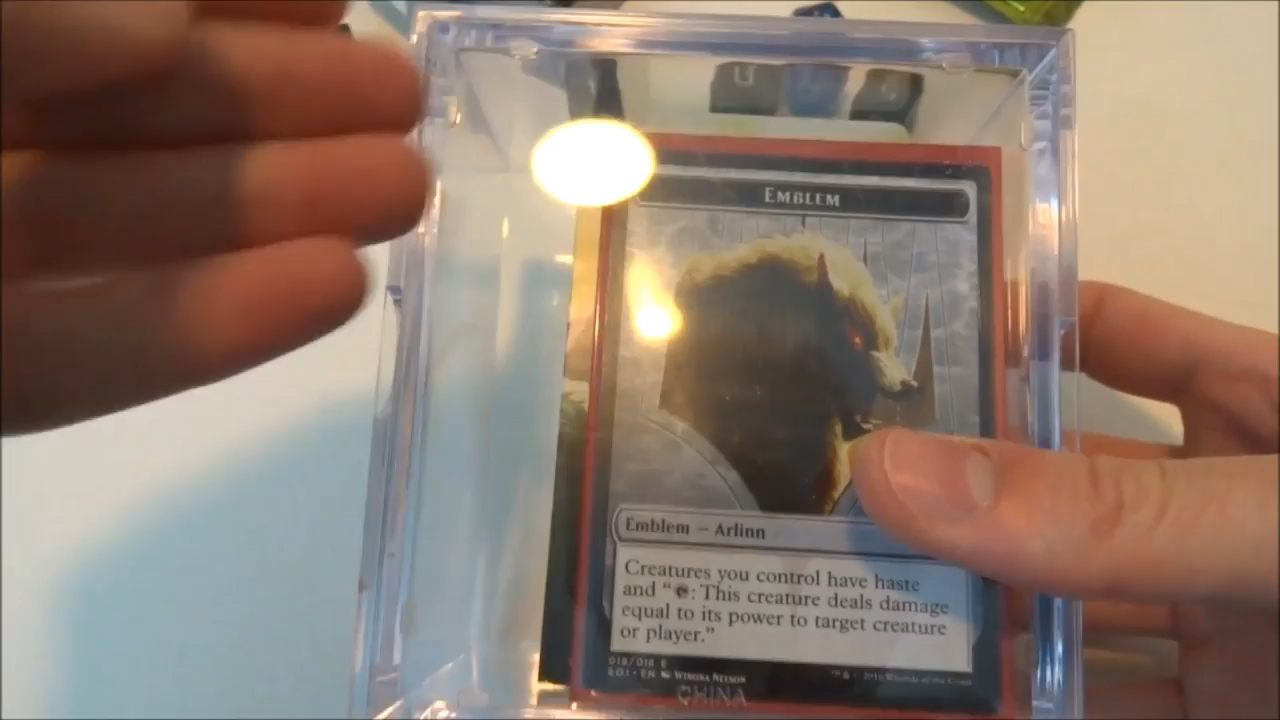 EMBLEM
Emblem — Arlinn
Creatures you control have haste
and “: This creature deals damage
equal to its power to target creature
or player.”
018/018
SOI • EN WINONA NELSON
CHINA